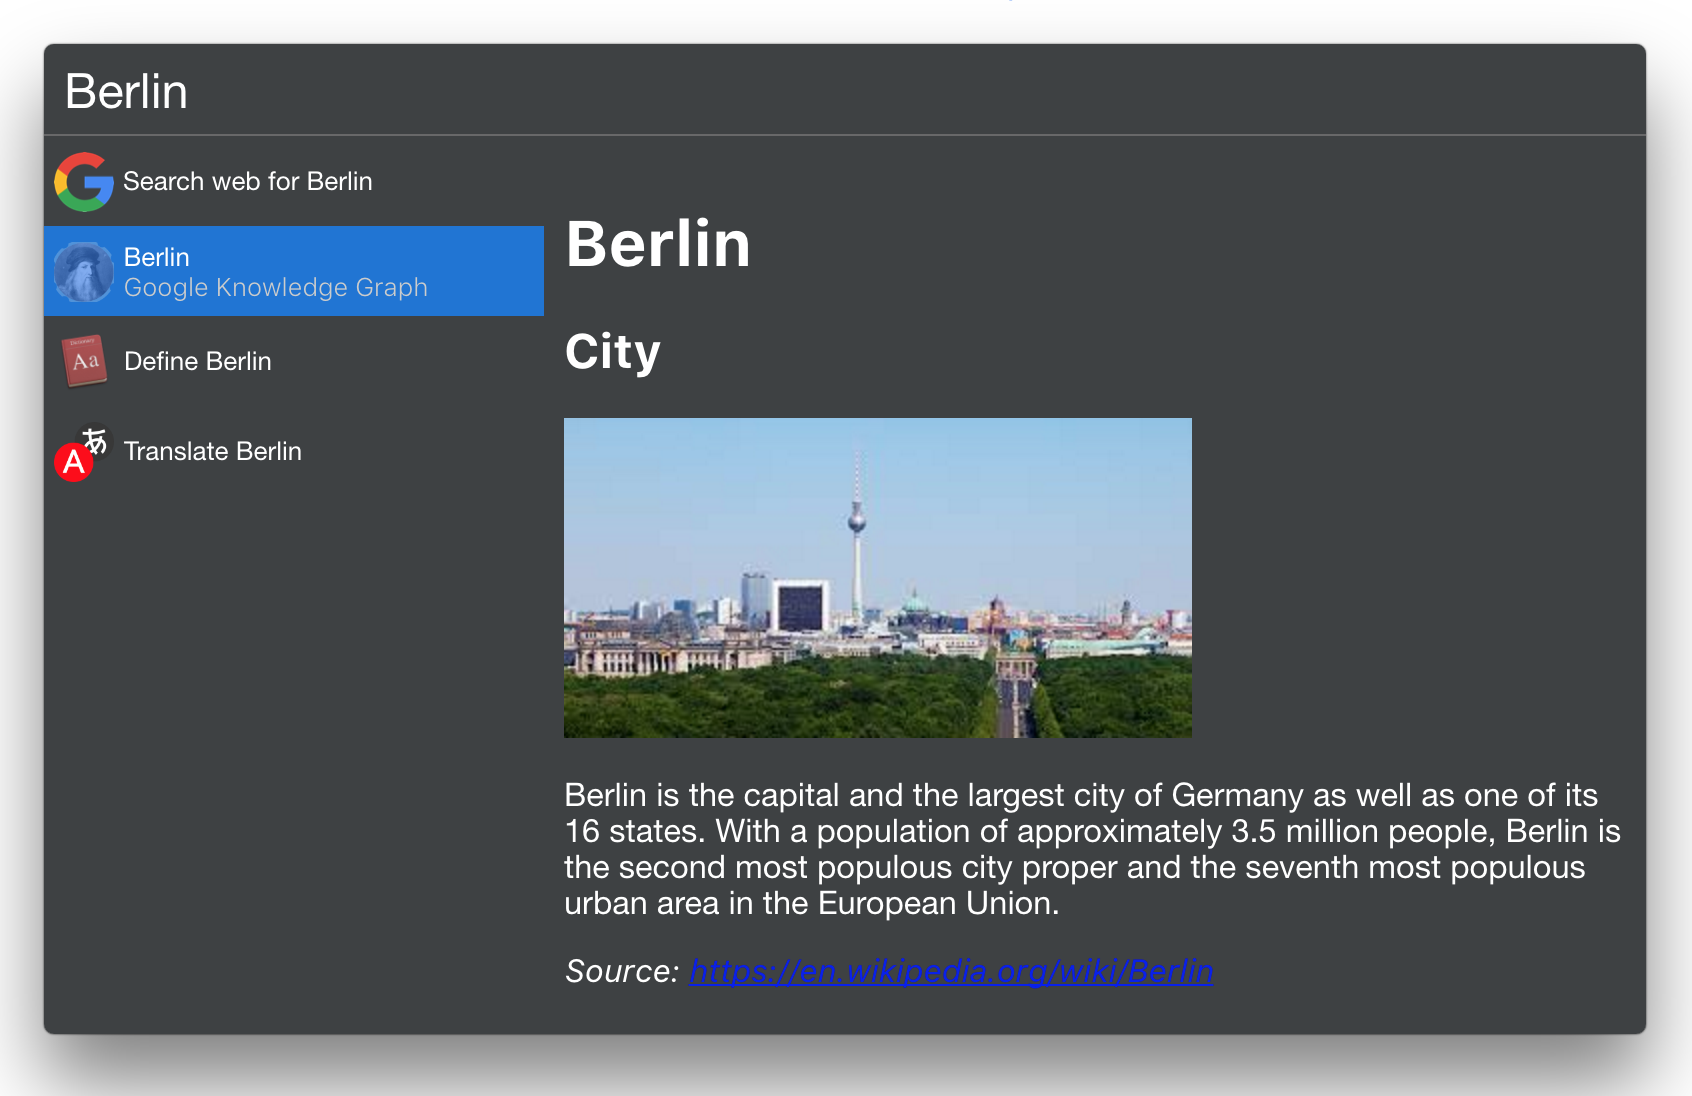 Berlin
Search web for Berlin
Berlin
Google Knowledge Graph
Dictionary
Aa
Define Berlin
あ
A
Translate Berlin
Berlin
City
Berlin is the capital and the largest city of Germany as well as one of its
16 states. With a population of approximately 3.5 million people, Berlin is
the second most populous city proper and the seventh most populous
urban area in the European Union.
Source: https://en.wikipedia.org/wiki/Berlin